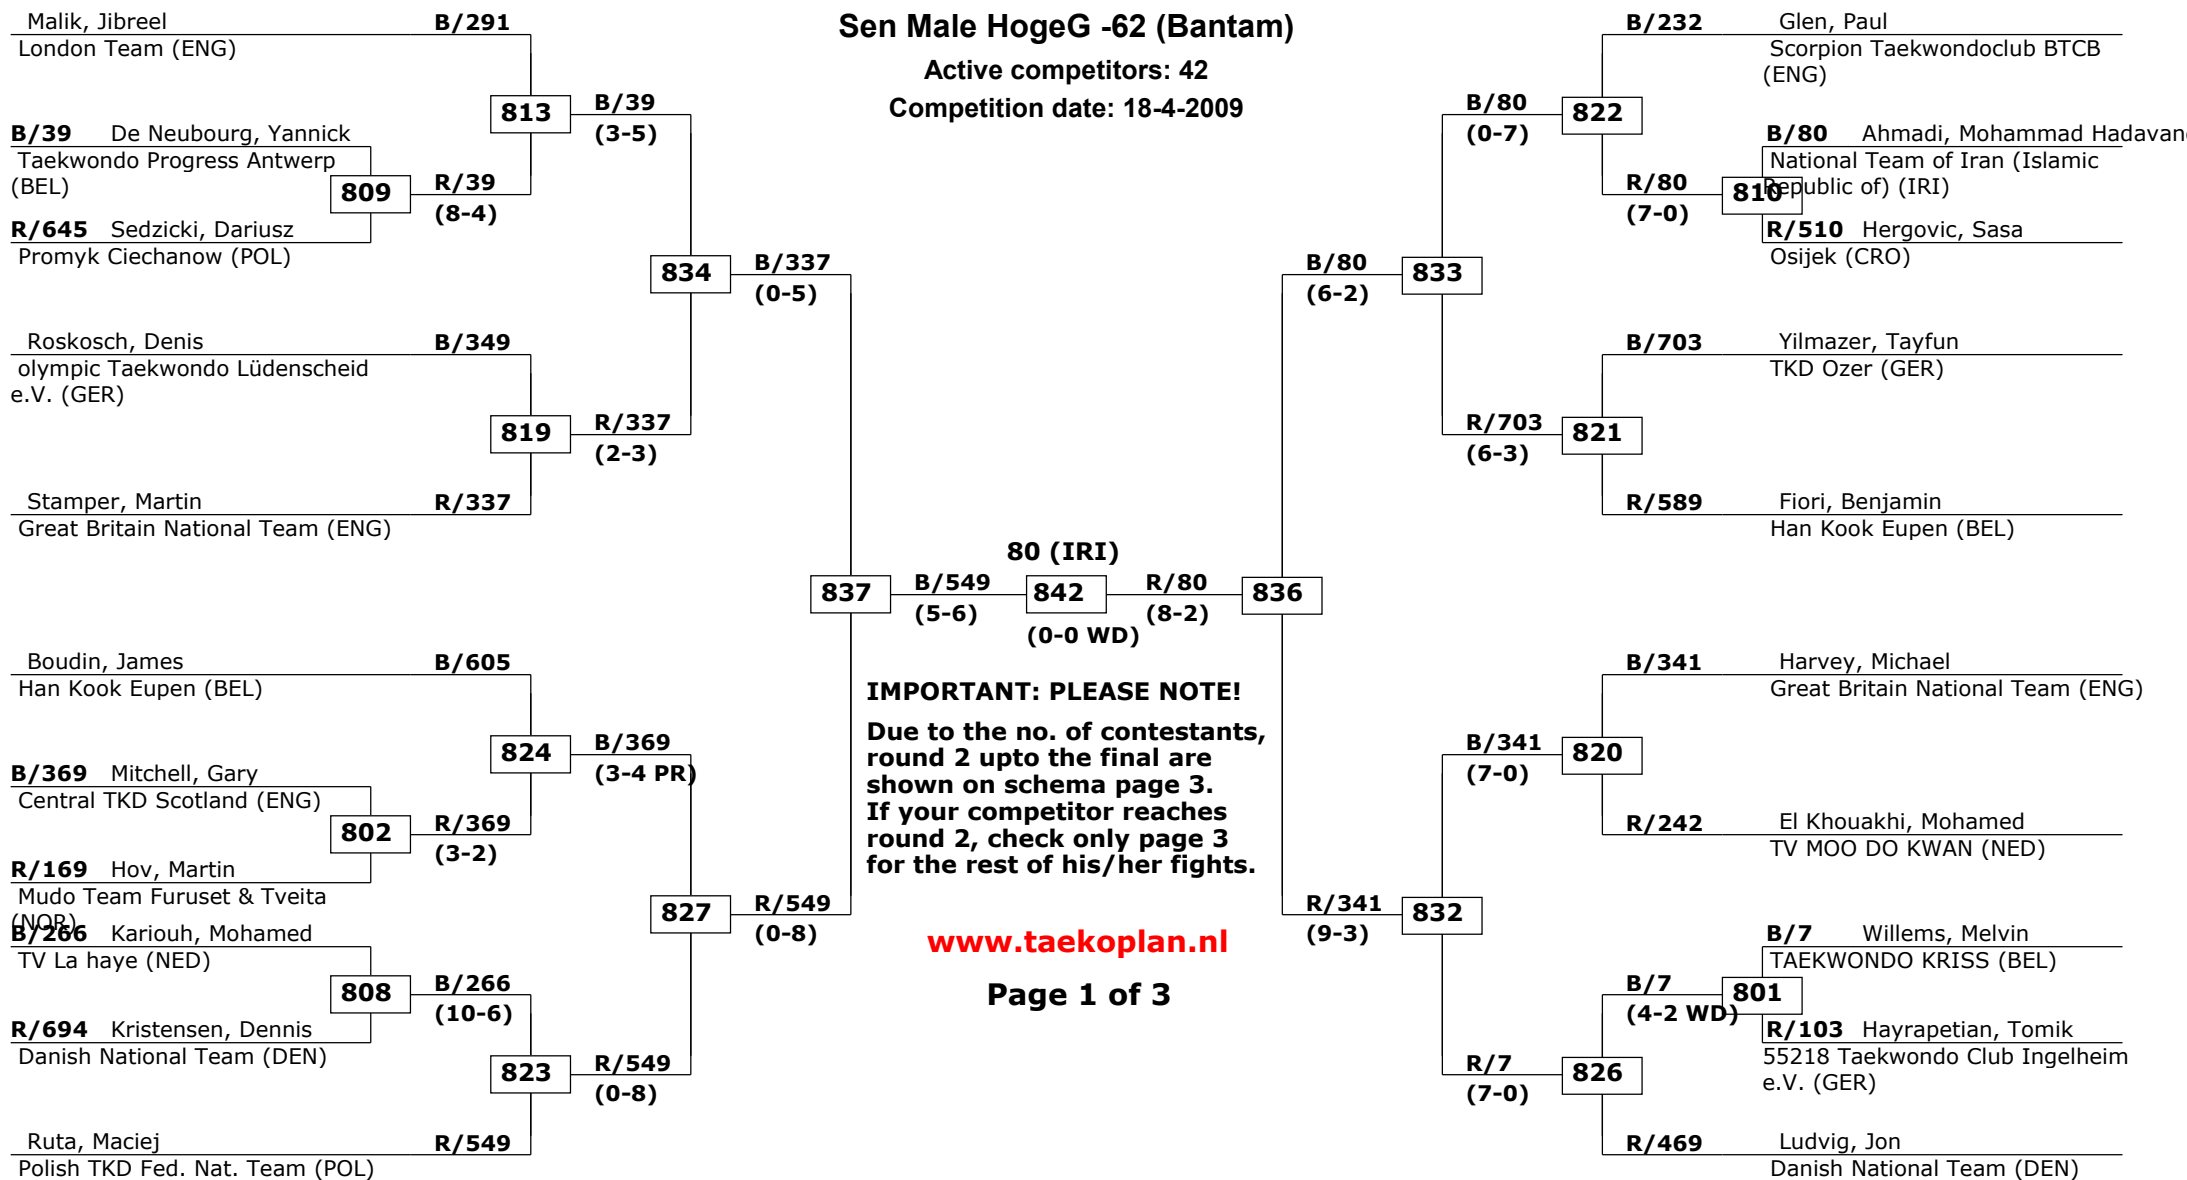 Sen Male HogeG -62 (Bantam)
Active competitors: 42
Competition date: 18-4-2009
Malik, Jibreel
B/291
London Team (ENG)
813
B/39
(3-5)
B/39 De Neubourg, Yannick
Taekwondo Progress Antwerp
(BEL)
809
R/39
(8-4)
R/645 Sedzicki, Dariusz
Promyk Ciechanow (POL)
834
B/337
(0-5)
Roskosch, Denis
B/349
olympic Taekwondo Lüdenscheid
e.V. (GER)
819
R/337
(2-3)
Stamper, Martin
R/337
Great Britain National Team (ENG)
837
B/549
(5-6)
80 (IRI)
842
(0-0 WD)
R/80
(8-2)
836
Boudin, James
B/605
Han Kook Eupen (BEL)
824
B/369
(3-4 PR)
B/369 Mitchell, Gary
Central TKD Scotland (ENG)
802
R/369
(3-2)
R/169 Hov, Martin
Mudo Team Furuset & Tveita
(NOR)
827
R/549
(0-8)
B/266 Kariouh, Mohamed
TV La haye (NED)
808
B/266
(10-6)
R/694 Kristensen, Dennis
Danish National Team (DEN)
823
R/549
(0-8)
Ruta, Maciej
R/549
Polish TKD Fed. Nat. Team (POL)
IMPORTANT: PLEASE NOTE!
Due to the no. of contestants,
round 2 upto the final are
shown on schema page 3.
If your competitor reaches
round 2, check only page 3
for the rest of his/her fights.
www.taekoplan.nl
Page 1 of 3
B/232 Glen, Paul
Scorpion Taekwondoclub BTCB
(ENG)
B/80
(0-7)
822
B/80 Ahmadi, Mohammad
National Team of Iran (Islamic
Republic of) (IRI)
R/80
(7-0)
810
R/510 Hergovic, Sasa
Osijek (CRO)
B/80
(6-2)
833
B/703 Yilmazer, Tayfun
TKD Ozer (GER)
R/703
(6-3)
821
R/589 Fiori, Benjamin
Han Kook Eupen (BEL)
B/341 Harvey, Michael
Great Britain National Team (ENG)
B/341
(7-0)
820
R/242 El Khouakhi, Mohamed
TV MOO DO KWAN (NED)
R/341
(9-3)
832
B/7 Willems, Melvin
TAEKWONDO KRISS (BEL)
B/7
(4-2 WD)
801
R/103 Hayrapetian, Tomik
55218 Taekwondo Club Ingelheim
e.V. (GER)
R/7
(7-0)
826
R/469 Ludvig, Jon
Danish National Team (DEN)